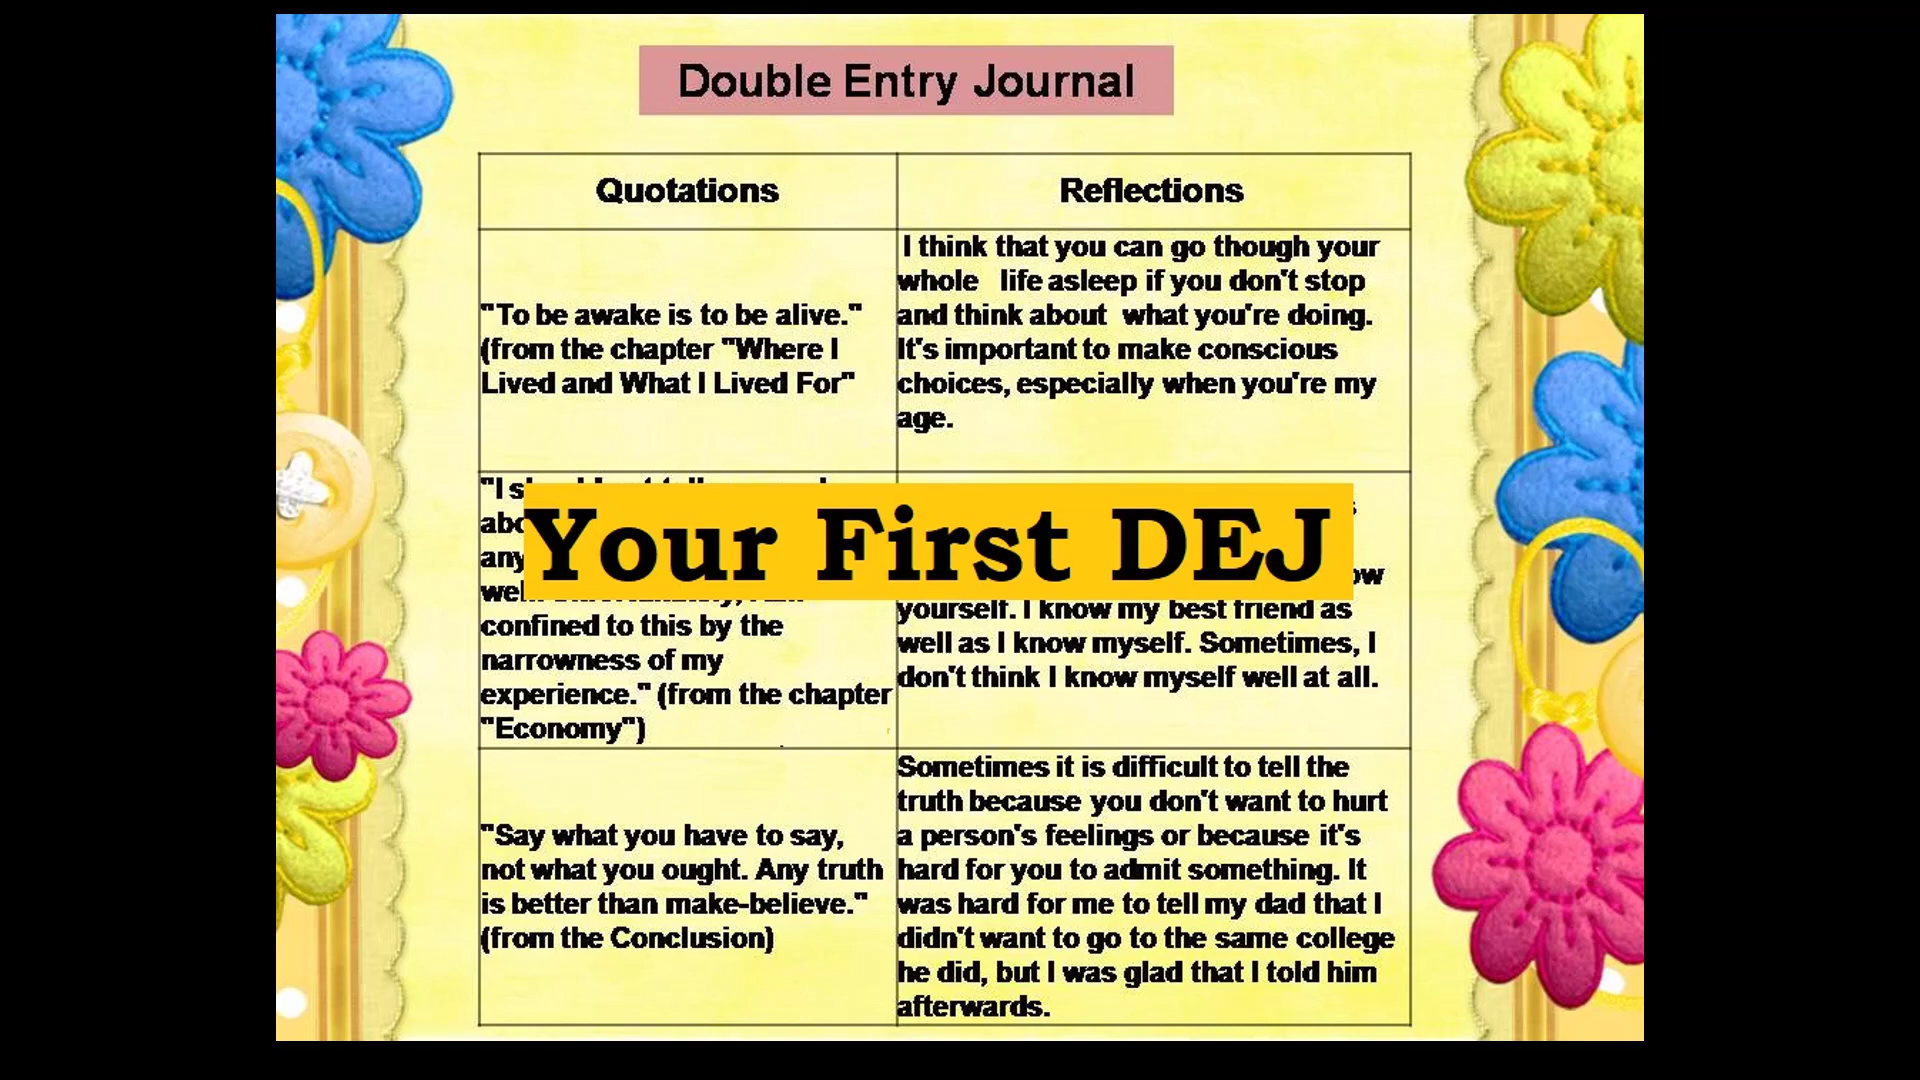 Double Entry Journal
Quotations
Reflections
"To be awake is to be alive."
(from the chapter "Where I
Lived and What I Lived For"
I think that you can go though your
whole life asleep if you don't stop
and think about what you're doing.
It's important to make conscious
choices, especially when you're my
age.
"I
Your First DEJ
confined to this by the
narrowness of my
experience." (from the chapter
"Economy")
yourself. I know my best friend as
well as I know myself. Sometimes, I
don't think I know myself well at all.
"Say what you have to say,
not what you ought. Any truth
is better than make-believe."
(from the Conclusion)
Sometimes it is difficult to tell the
truth because you don't want to hurt
a person's feelings or because it's
hard for you to admit something. It
was hard for me to tell my dad that I
didn't want to go to the same college
he did, but I was glad that I told him
afterwards.